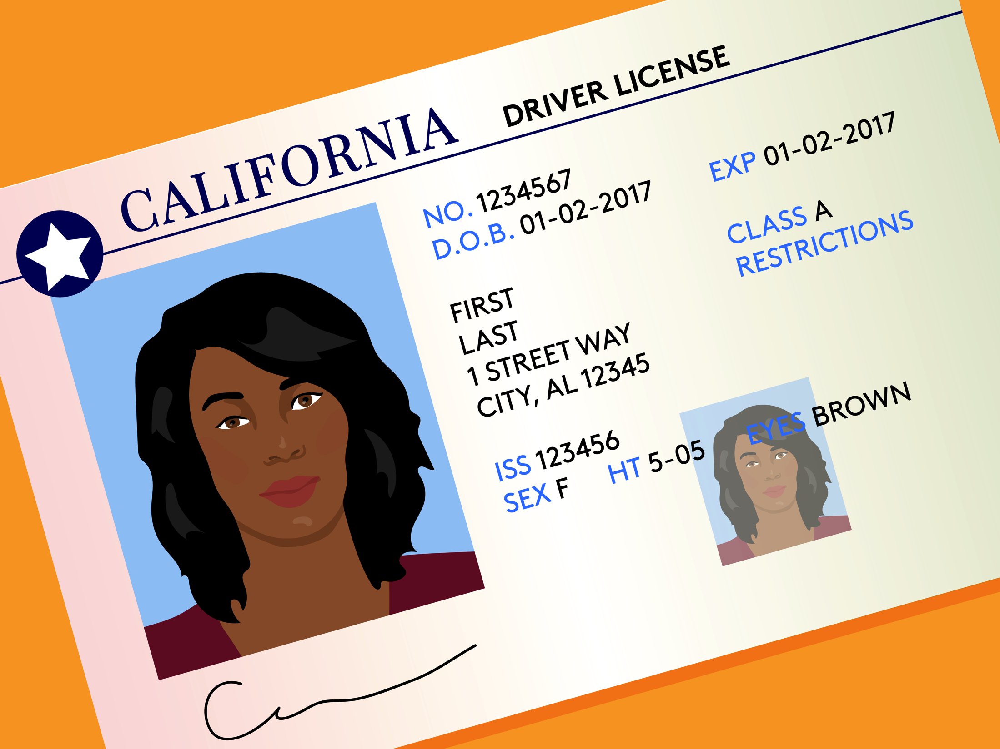 CALIFORNIA DRIVER LICENSE
NO. 1234567
D.O.B. 01-02-2017
EXP 01-02-2017
CLASS A
RESTRICTIONS
FIRST
LAST
1 STREET WAY
CITY, AL 12345
ISS 123456
SEX F
HT 5-05
EYES BROWN